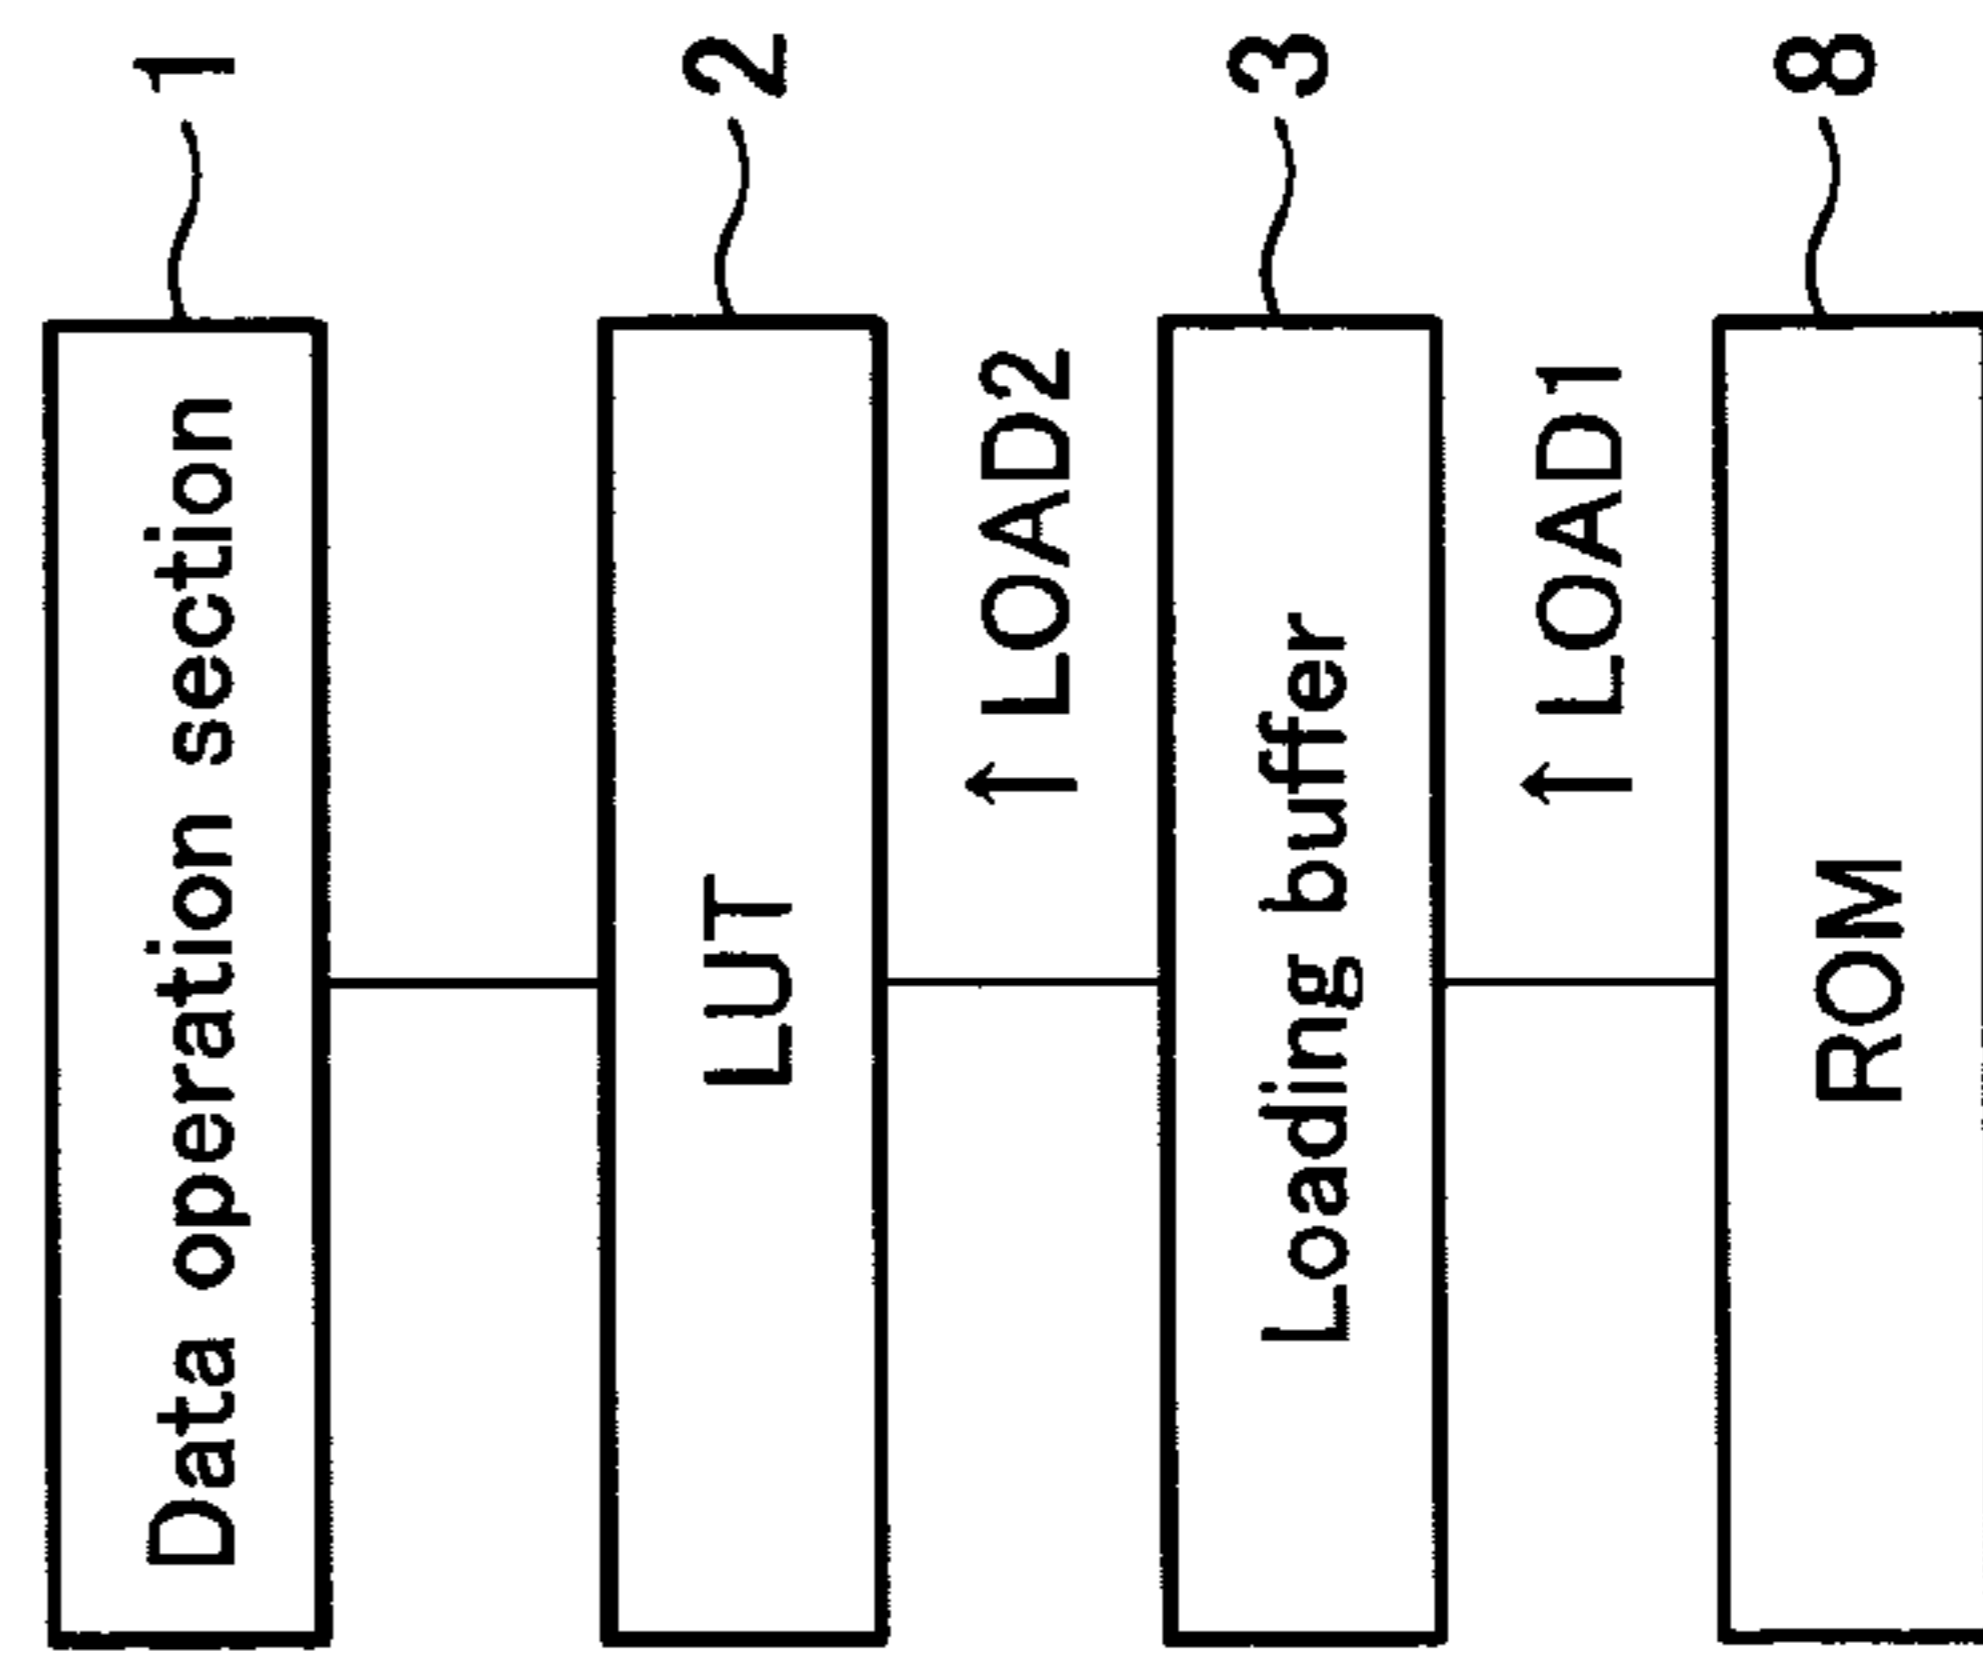 Data operation section
1
LUT
2
↑ LOAD2
Loading buffer
3
↑ LOAD1
ROM
8